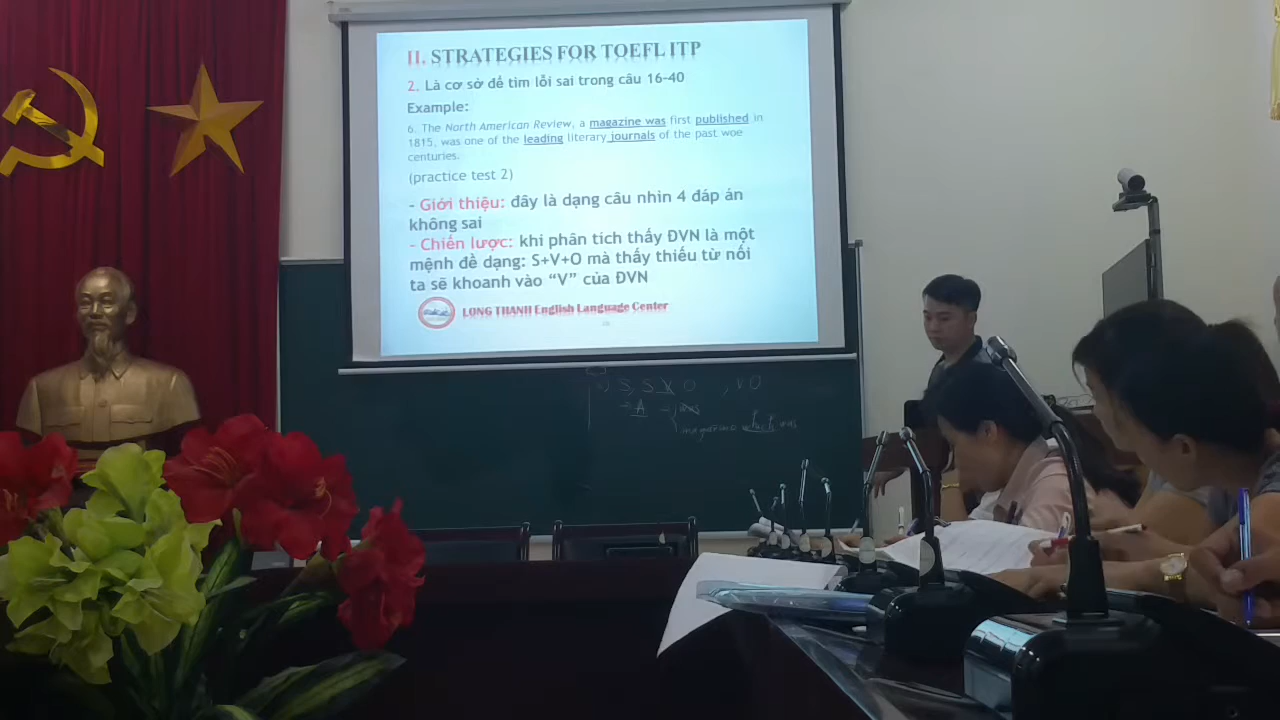 II. STRATEGIES FOR TOEFL ITP
2. Là cơ sở để tìm lỗi sai trong câu 16-40
Example:
6. The North American Review, a magazine was first published in
1815, was one of the leading literary journals of the past woe
centuries.
(practice test 2)
- Giới thiệu: đây là dạng câu nhìn 4 đáp án
không sai
- Chiến lược: khi phân tích thấy ĐVN là một
mệnh đề dạng: S+V+O mà thấy thiếu từ nối
ta sẽ khoanh vào “V” của ĐVN
LONG THANH English Language Center
S, S V O , V O
A
magazine which was